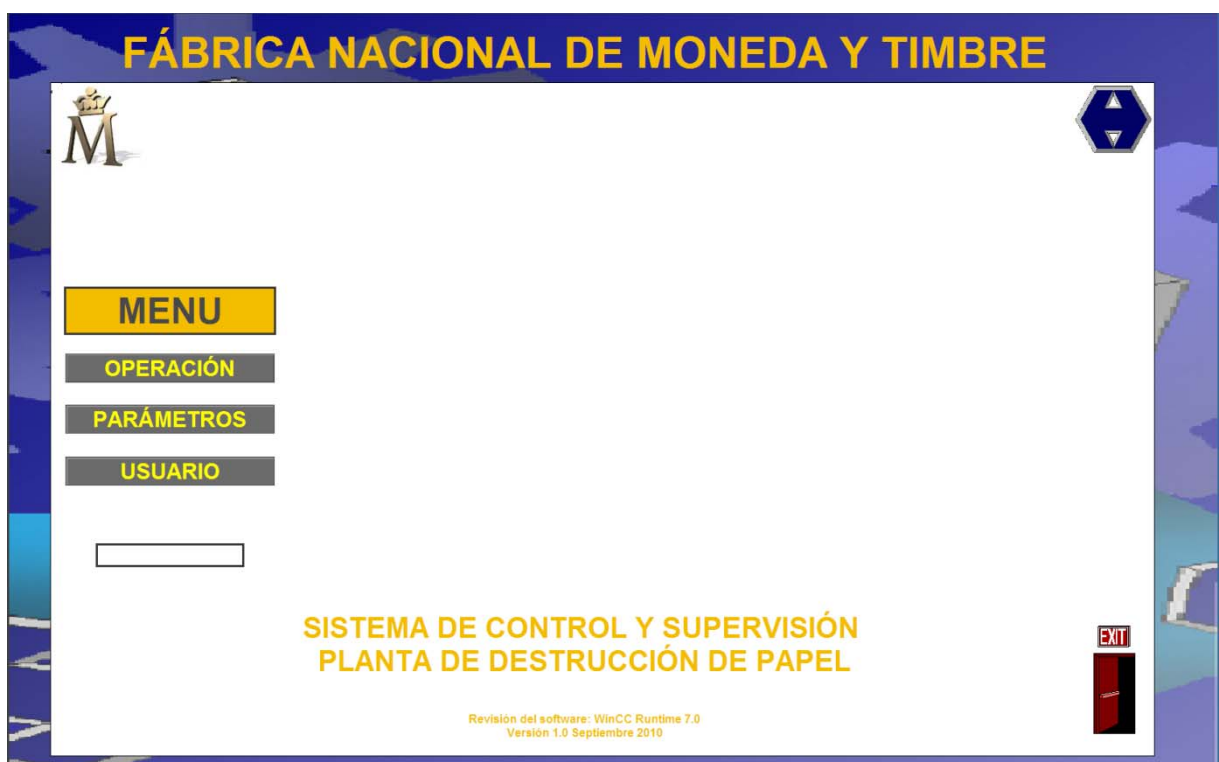 FÁBRICA NACIONAL DE MONEDA Y TIMBRE
M
MENU
OPERACIÓN
PARÁMETROS
USUARIO
SISTEMA DE CONTROL Y SUPERVISIÓN
PLANTA DE DESTRUCCIÓN DE PAPEL
EXIT
Revisión del software: WinCC Runtime 7.0
Versión 1.0 Septiembre 2010